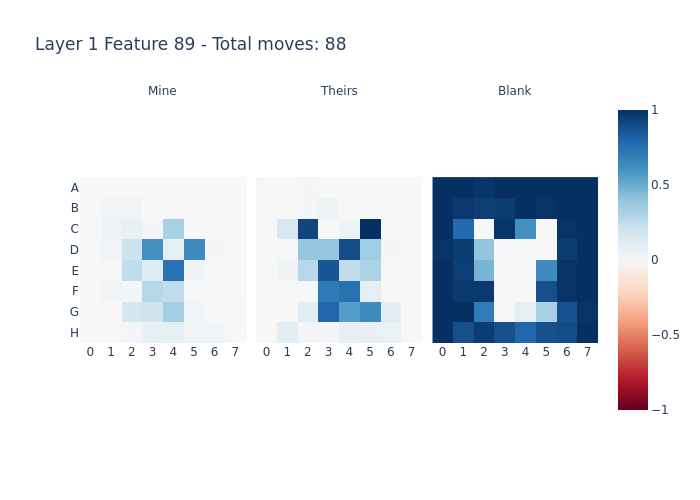 Layer 1 Feature 89 - Total moves: 88
Mine Theirs Blank
1
A
B
C
0.5
D
E
0
F
G
−0.5
H
0 1 2 3 4 5 6 7 0 1 2 3 4 5 6 7 0 1 2 3 4 5 6 7
−1